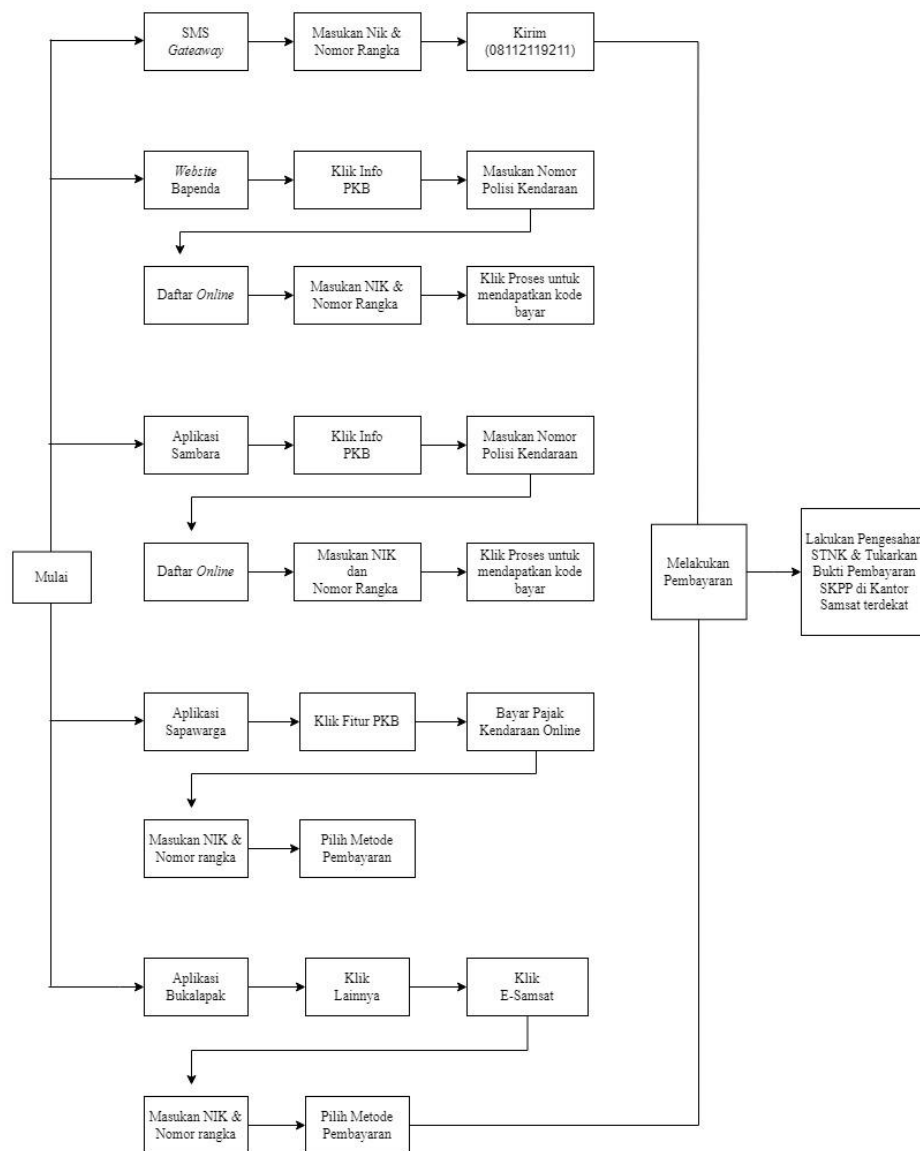 SMS
Gateaway
Masukan Nik &
Nomor Rangka
Kirim
(08112119211)
Website
Bapenda
Klik Info
PKB
Masukan Nomor
Polisi Kendaraan
Daftar Online
Masukan NIK &
Nomor Rangka
Klik Proses untuk
mendapatkan kode
bayar
Aplikasi
Sambara
Klik Info
PKB
Masukan Nomor
Polisi Kendaraan
Daftar Online
Masukan NIK
dan
Nomor Rangka
Klik Proses untuk
mendapatkan kode
bayar
Mulai
Melakukan
Pembayaran
Lakukan Pengesahan
STNK & Tukarkan
Bukti Pembayaran
SKPP di Kantor
Samsat terdekat
Aplikasi
Sapawarga
Klik Fitur PKB
Bayar Pajak
Kendaraan Online
Masukan NIK &
Nomor rangka
Pilih Metode
Pembayaran
Aplikasi
Bukalapak
Klik
Lainnya
Klik
E-Samsat
Masukan NIK &
Nomor rangka
Pilih Metode
Pembayaran